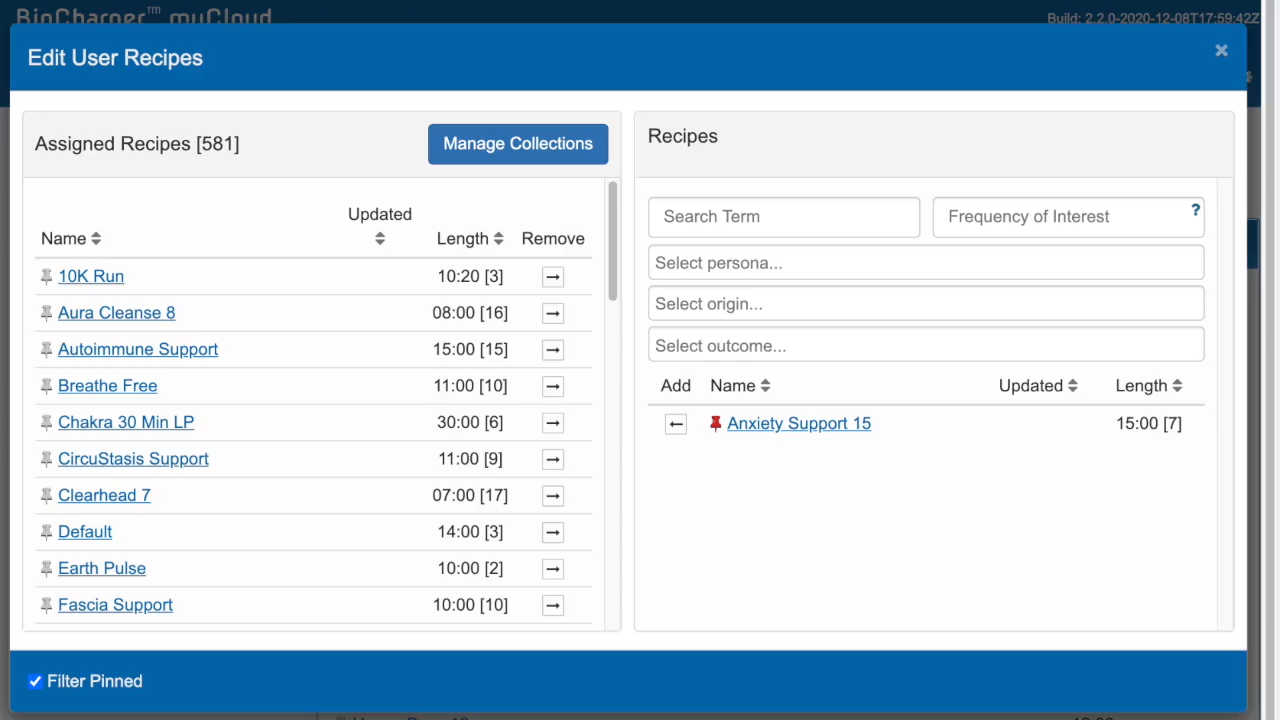 BioCharger™ myCloud
Build: 2.2.0-2020-12-08T17:59:42Z
Edit User Recipes
×
Assigned Recipes [581]
Manage Collections
Name Updated Length Remove
10K Run 10:20 [3]
Aura Cleanse 8 08:00 [16]
Autoimmune Support 15:00 [15]
Breathe Free 11:00 [10]
Chakra 30 Min LP 30:00 [6]
CircuStasis Support 11:00 [9]
Clearhead 7 07:00 [17]
Default 14:00 [3]
Earth Pulse 10:00 [2]
Fascia Support 10:00 [10]
Recipes
Search Term
Frequency of Interest ?
Select persona...
Select origin...
Select outcome...
Add Name Updated Length
Anxiety Support 15 15:00 [7]
Filter Pinned